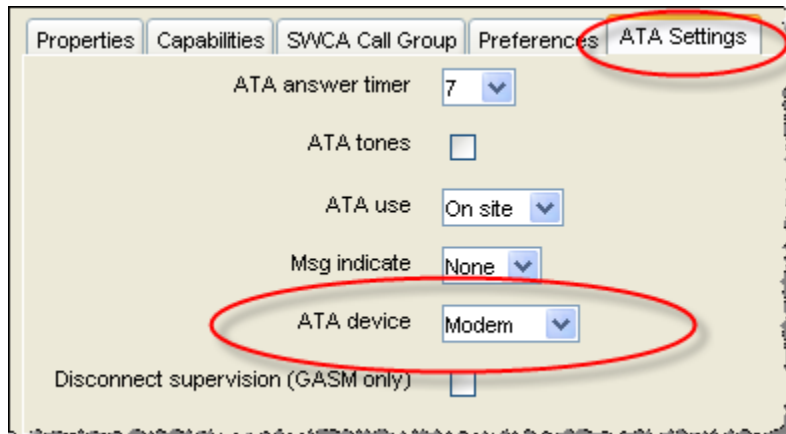 Properties Capabilities SWCA Call Group Preferences ATA Settings
ATA answer timer 7
ATA tones
ATA use On site
Msg indicate None
ATA device Modem
Disconnect supervision (GASM only)